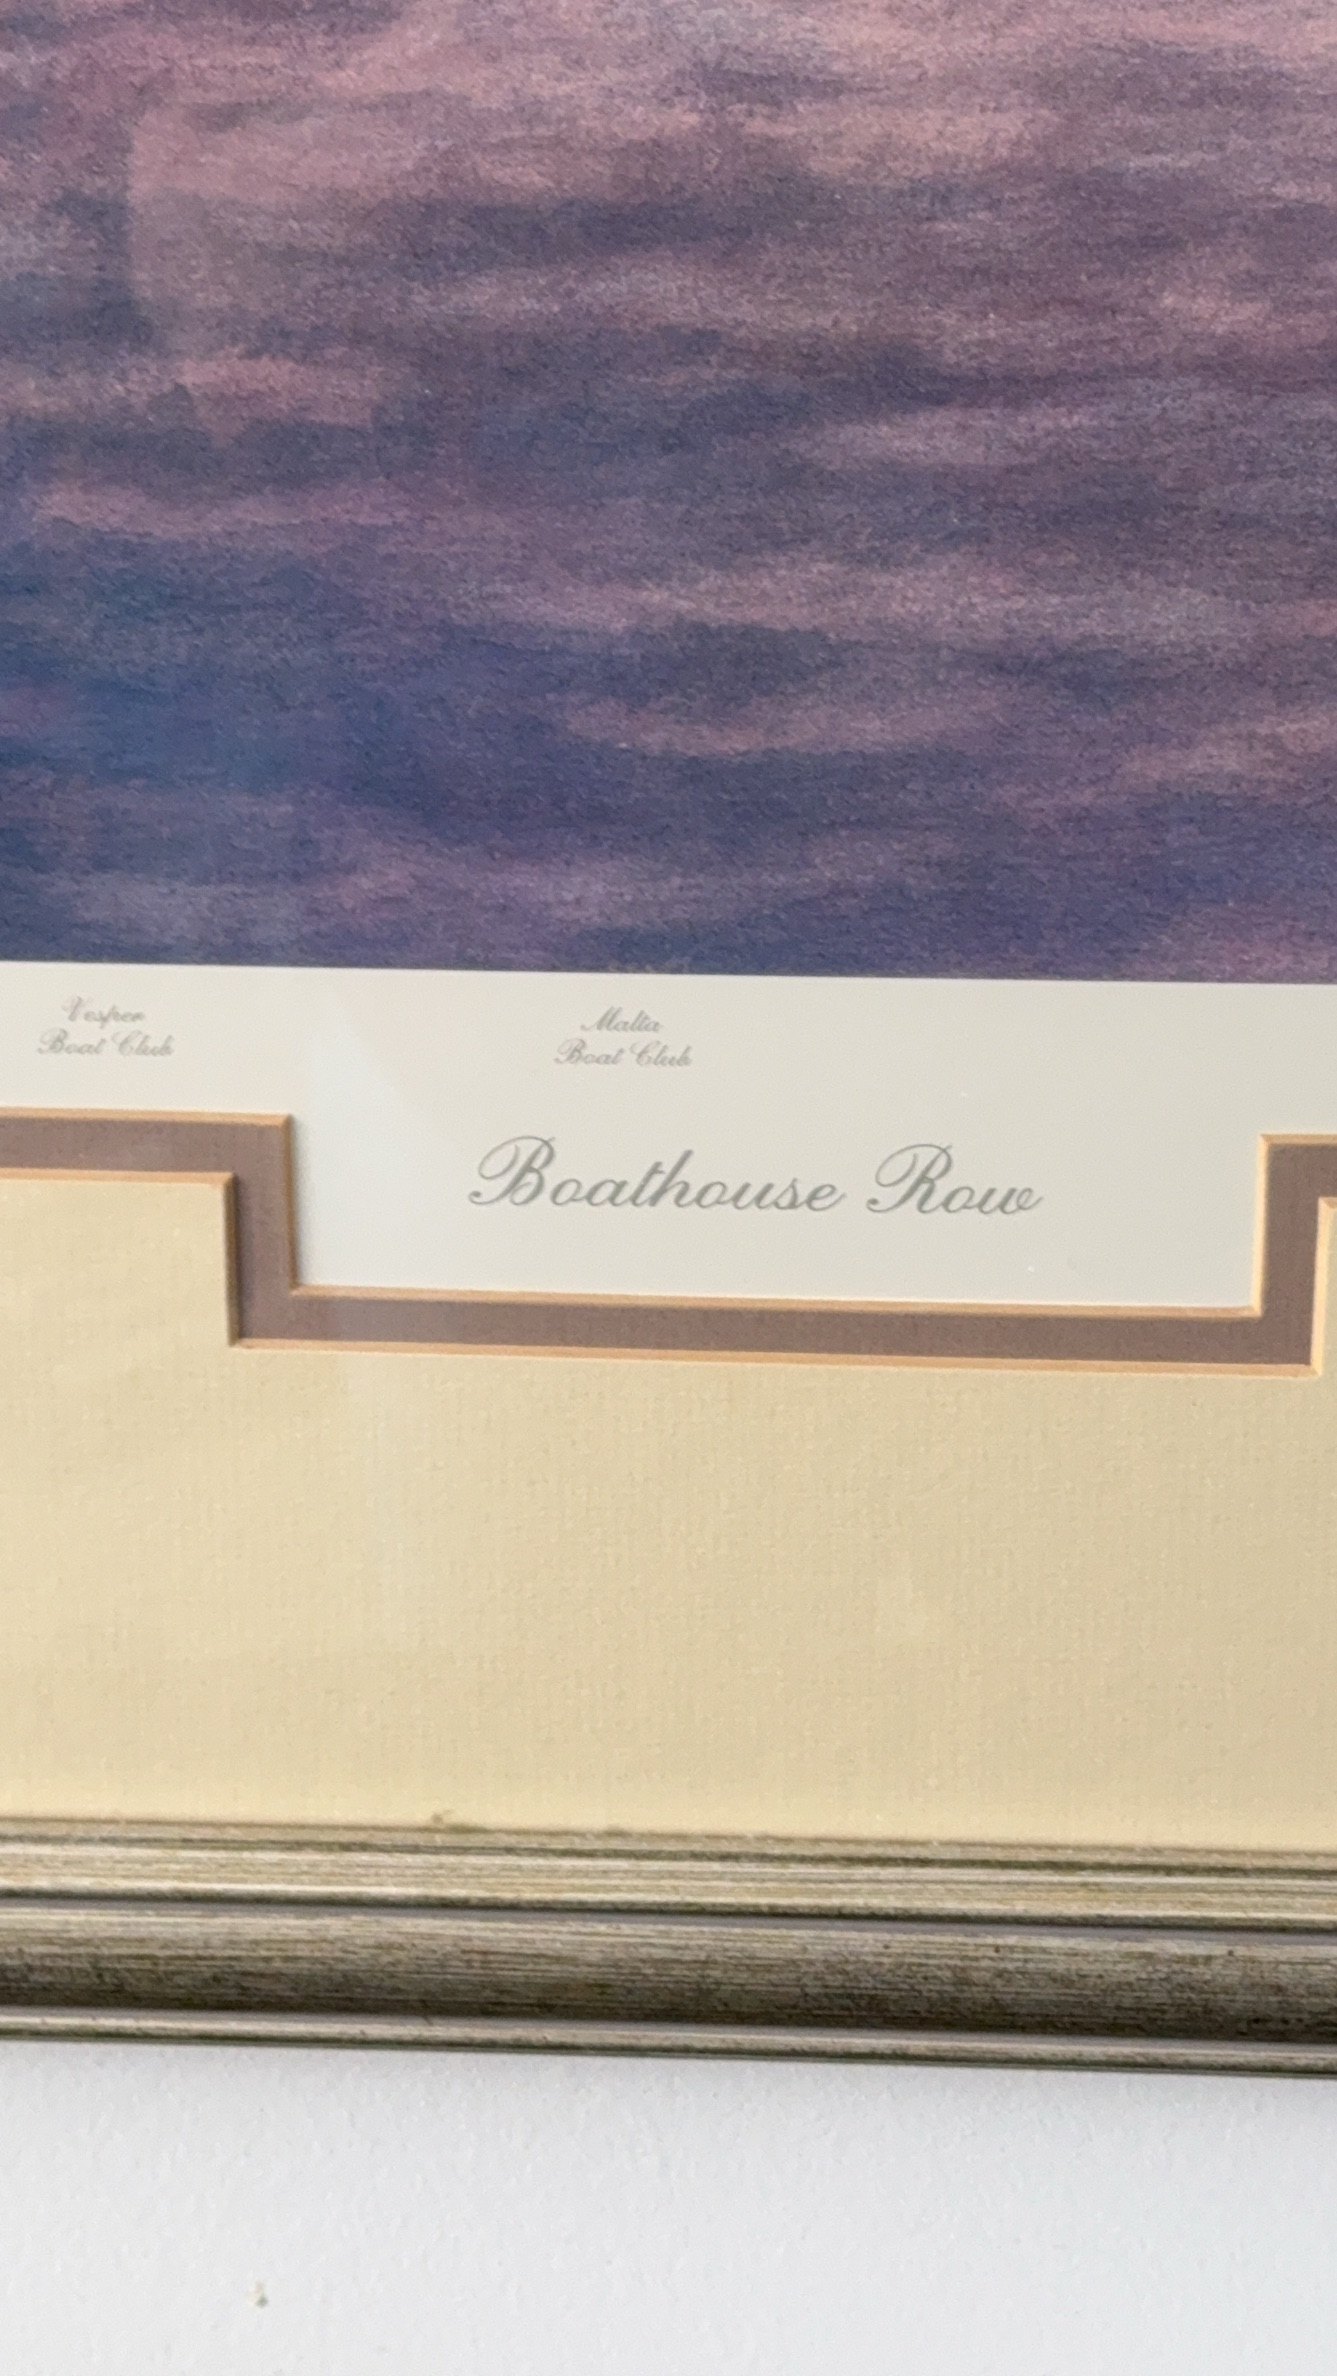 Vesper
Boat Club
Malta
Boat Club
Boathouse Row